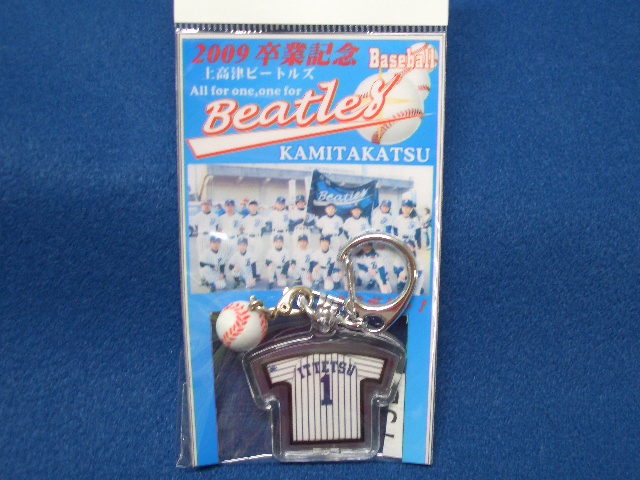 2009 卒業記念
Baseball
上高津ビートルズ
All for one,one for
Beatles
KAMITAKATSU
Beatles
ITTETSU
1